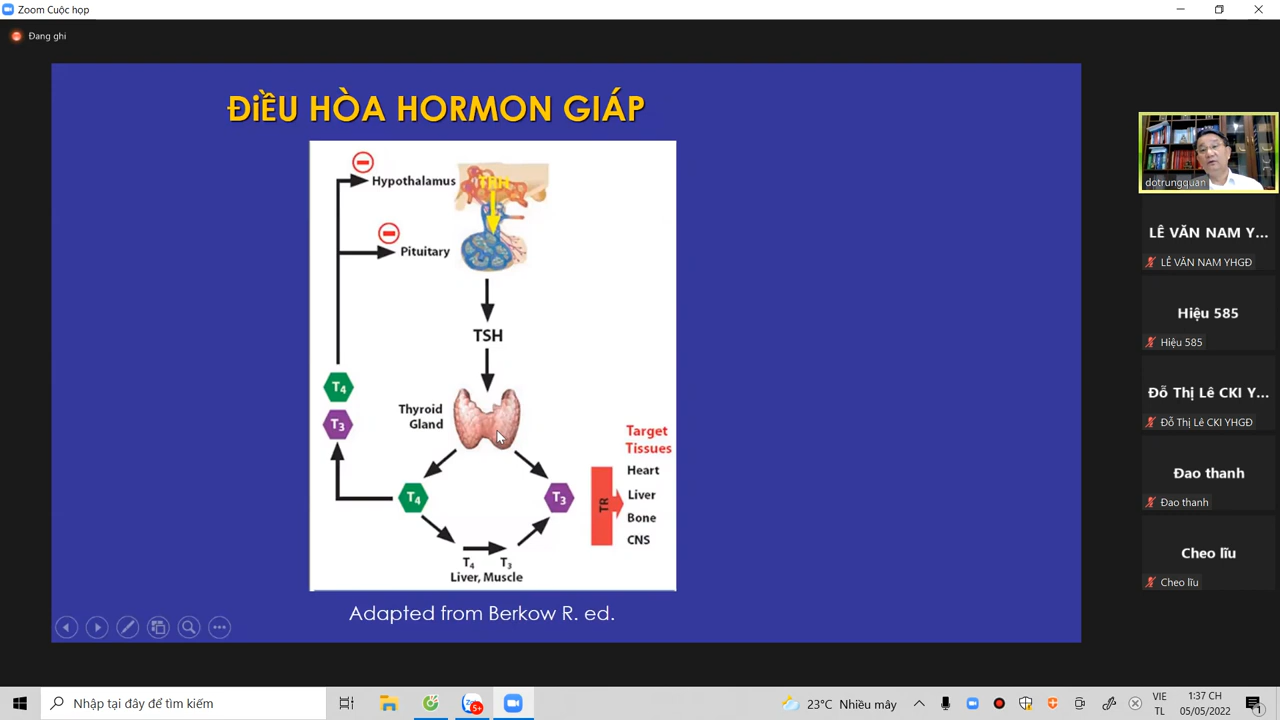 Zoom Cuộc họp
Đang ghi
ĐiỀU HÒA HORMON GIÁP
Hypothalamus
TRH
Pituitary
TSH
T4
T3
Thyroid
Gland
Target
Tissues
Heart
Liver
Bone
CNS
T4
T3
TR
T4 T3
Liver, Muscle
Adapted from Berkow R. ed.
dotrungquan
LÊ VĂN NAM Y...
LÊ VĂN NAM YHGĐ
Hiệu 585
Hiệu 585
Đỗ Thị Lê CKI Y...
Đỗ Thị Lê CKI YHGĐ
Đao thanh
Đao thanh
Cheo lĩu
Cheo lĩu
Nhập tại đây để tìm kiếm
5+
23°C Nhiều mây
VIE
TL
1:37 CH
05/05/2022
1